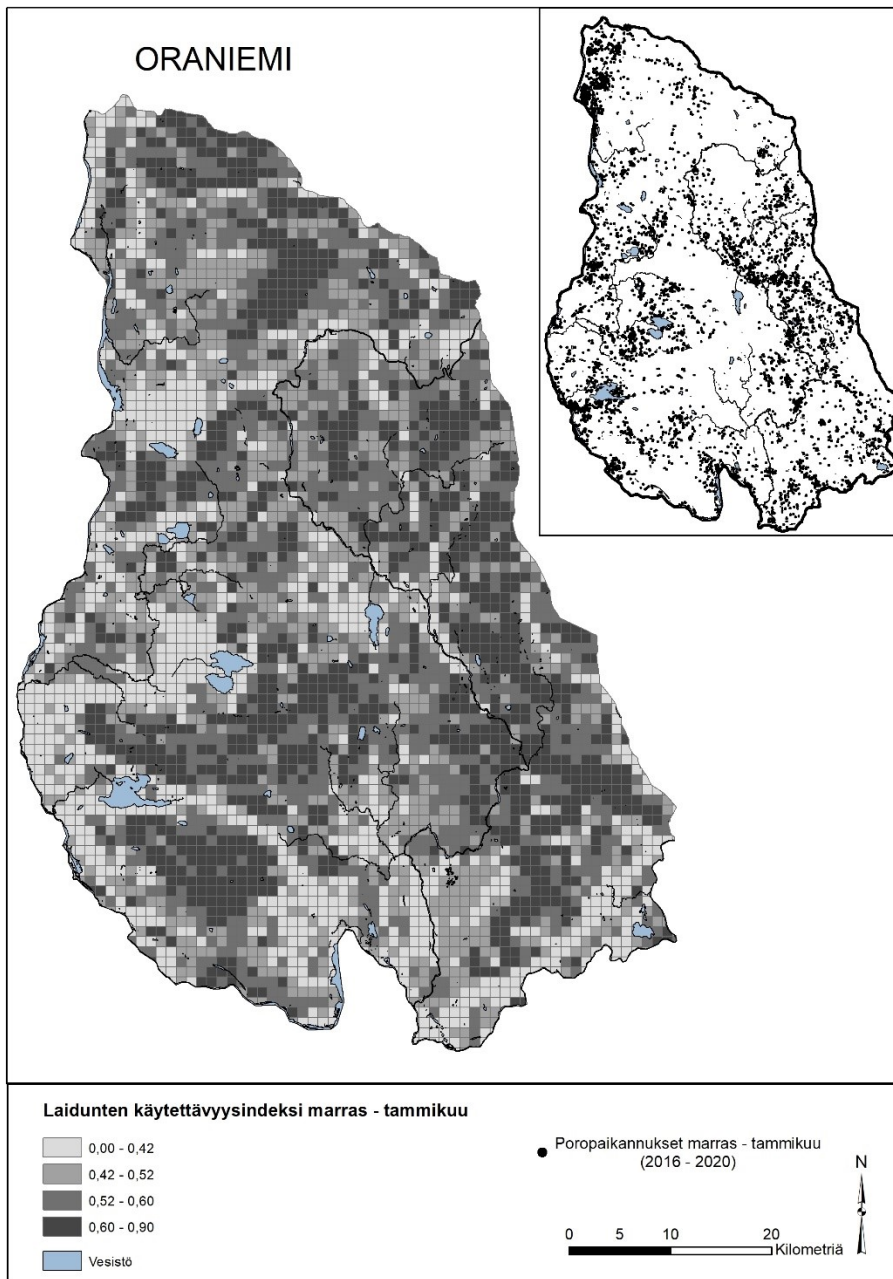 ORANIEMI
Laidunten käytettävyysindeksi marras - tammikuu
0,00 - 0,42
0,42 - 0,52
0,52 - 0,60
0,60 - 0,90
Vesistö
Poropaikannukset marras - tammikuu
(2016 - 2020)
N
0 5 10 20
Kilometriä